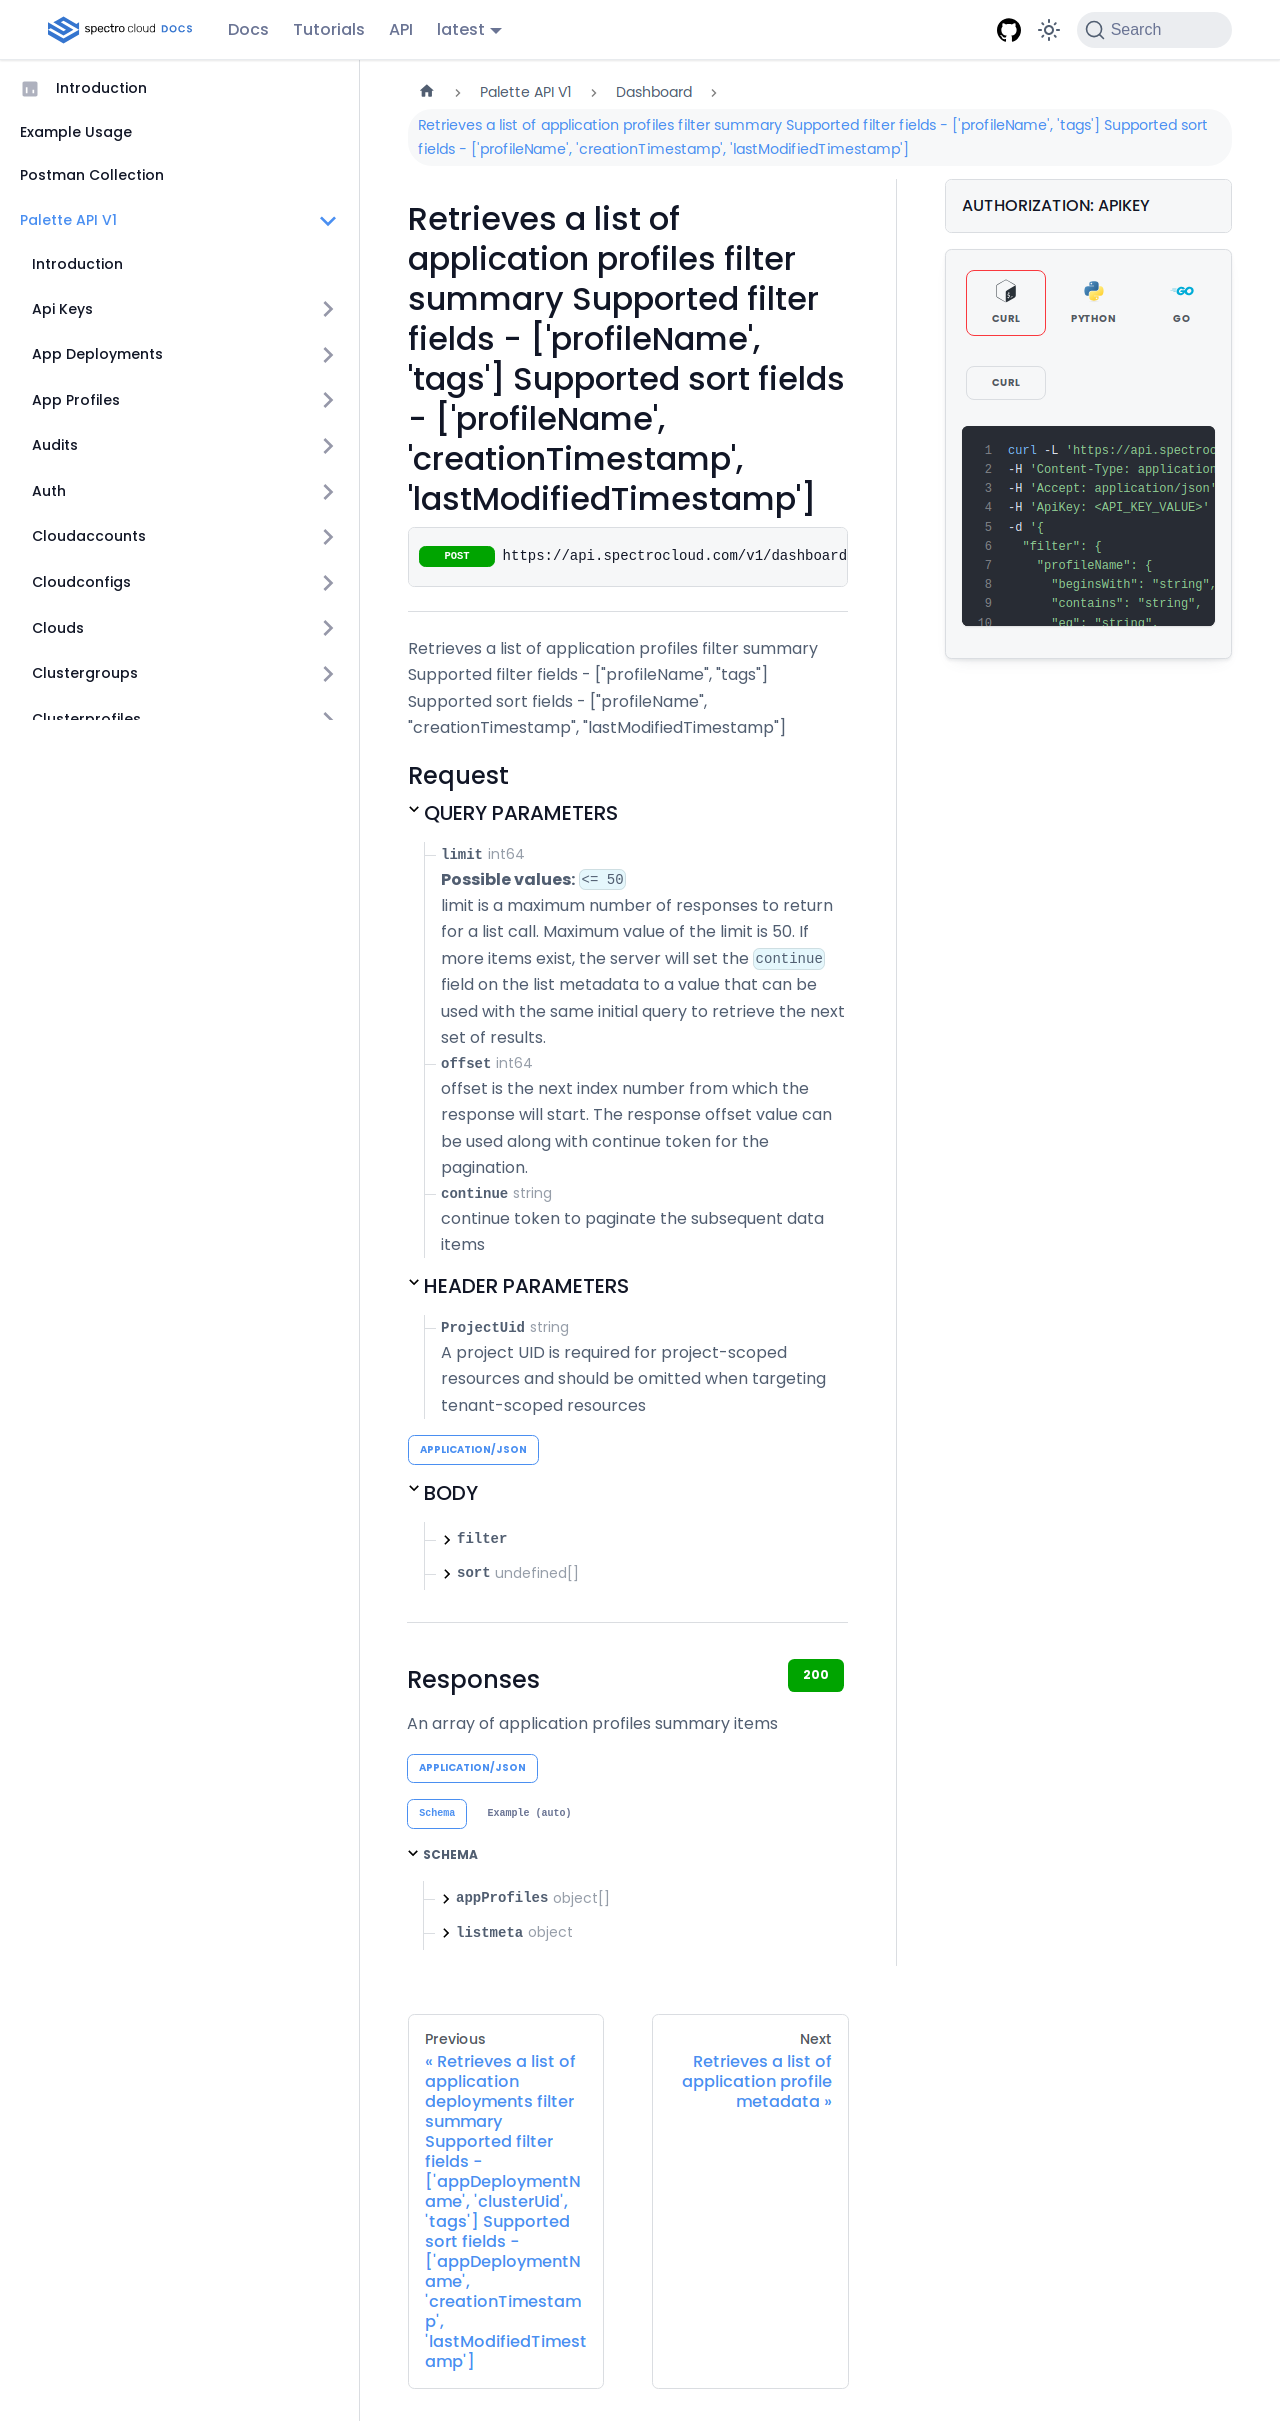 spectro cloud DOCS
Docs
Tutorials
API
latest
Search
Introduction
Example Usage
Postman Collection
Palette API V1
Introduction
Api Keys
App Deployments
App Profiles
Audits
Auth
Cloudaccounts
Cloudconfigs
Clouds
Clustergroups
Clusterprofiles
Palette API V1
Dashboard
Retrieves a list of application profiles filter summary Supported filter fields - ['profileName', 'tags'] Supported sort
fields - ['profileName', 'creationTimestamp', 'lastModifiedTimestamp']
Retrieves a list of
application profiles filter
summary Supported filter
fields - ['profileName',
'tags'] Supported sort fields
- ['profileName',
'creationTimestamp',
'lastModifiedTimestamp']
POST https://api.spectrocloud.com/v1/dashboard
Retrieves a list of application profiles filter summary
Supported filter fields - ["profileName", "tags"]
Supported sort fields - ["profileName",
"creationTimestamp", "lastModifiedTimestamp"]
Request
QUERY PARAMETERS
limit int64
Possible values: <= 50
limit is a maximum number of responses to return
for a list call. Maximum value of the limit is 50. If
more items exist, the server will set the continue
field on the list metadata to a value that can be
used with the same initial query to retrieve the next
set of results.
offset int64
offset is the next index number from which the
response will start. The response offset value can
be used along with continue token for the
pagination.
continue string
continue token to paginate the subsequent data
items
HEADER PARAMETERS
ProjectUid string
A project UID is required for project-scoped
resources and should be omitted when targeting
tenant-scoped resources
APPLICATION/JSON
BODY
filter
sort undefined[]
Responses
200
An array of application profiles summary items
APPLICATION/JSON
Schema
Example (auto)
SCHEMA
appProfiles object[]
listmeta object
Previous
« Retrieves a list of
application
deployments filter
summary
Supported filter
fields -
['appDeploymentN
ame', 'clusterUid',
'tags'] Supported
sort fields -
['appDeploymentN
ame',
'creationTimestam
p',
'lastModifiedTimest
amp']
Next
Retrieves a list of
application profile
metadata »
AUTHORIZATION: APIKEY
CURL
PYTHON
GO
CURL
1 curl -L 'https://api.spectroc
2 -H 'Content-Type: application
3 -H 'Accept: application/json'
4 -H 'ApiKey: <API_KEY_VALUE>'
5 -d '{
6 "filter": {
7 "profileName": {
8 "beginsWith": "string",
9 "contains": "string",
10 "eq": "string",